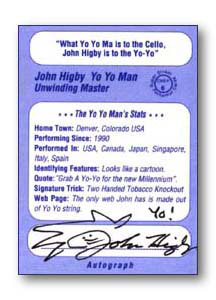 "What Yo Yo Ma is to the Cello,
John Higby is to the Yo-Yo"
John Higby Yo Yo Man
Unwinding Master
The Yo Yo Man's Stats
Home Town: Denver, Colorado USA
Performing Since: 1990
Performed In: USA, Canada, Japan, Singapore,
Italy, Spain
Identifying Features: Looks like a cartoon.
Quote: "Grab A Yo-Yo for the new Millennium".
Signature Trick: Two Handed Tobacco Knockout
Web Page: The only web John has is made out
of Yo Yo string.
Yo!
John Higby
Autograph